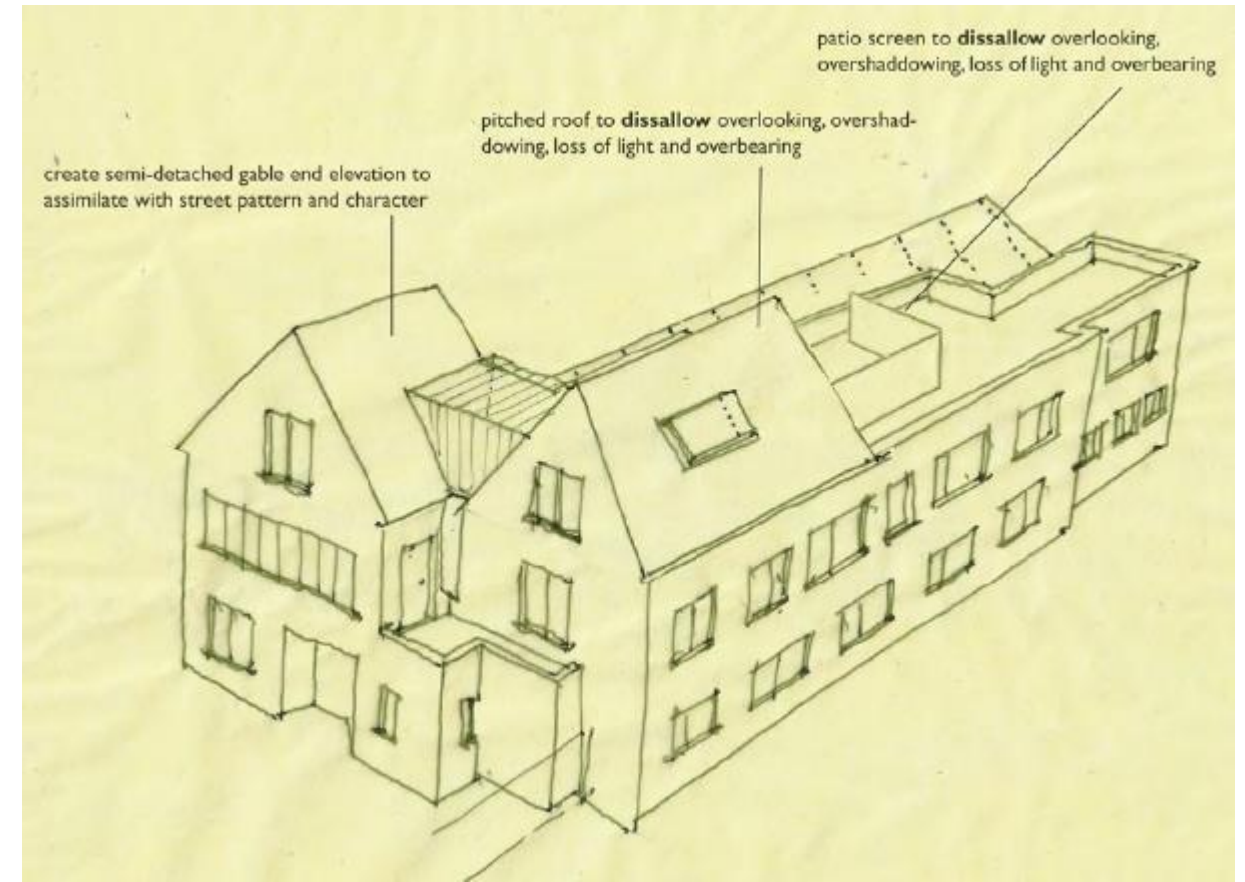 patio screen to dissallow overlooking,
overshaddowing, loss of light and overbearing
pitched roof to dissallow overlooking, overshad-
dowing, loss of light and overbearing
create semi-detached gable end elevation to
assimilate with street pattern and character